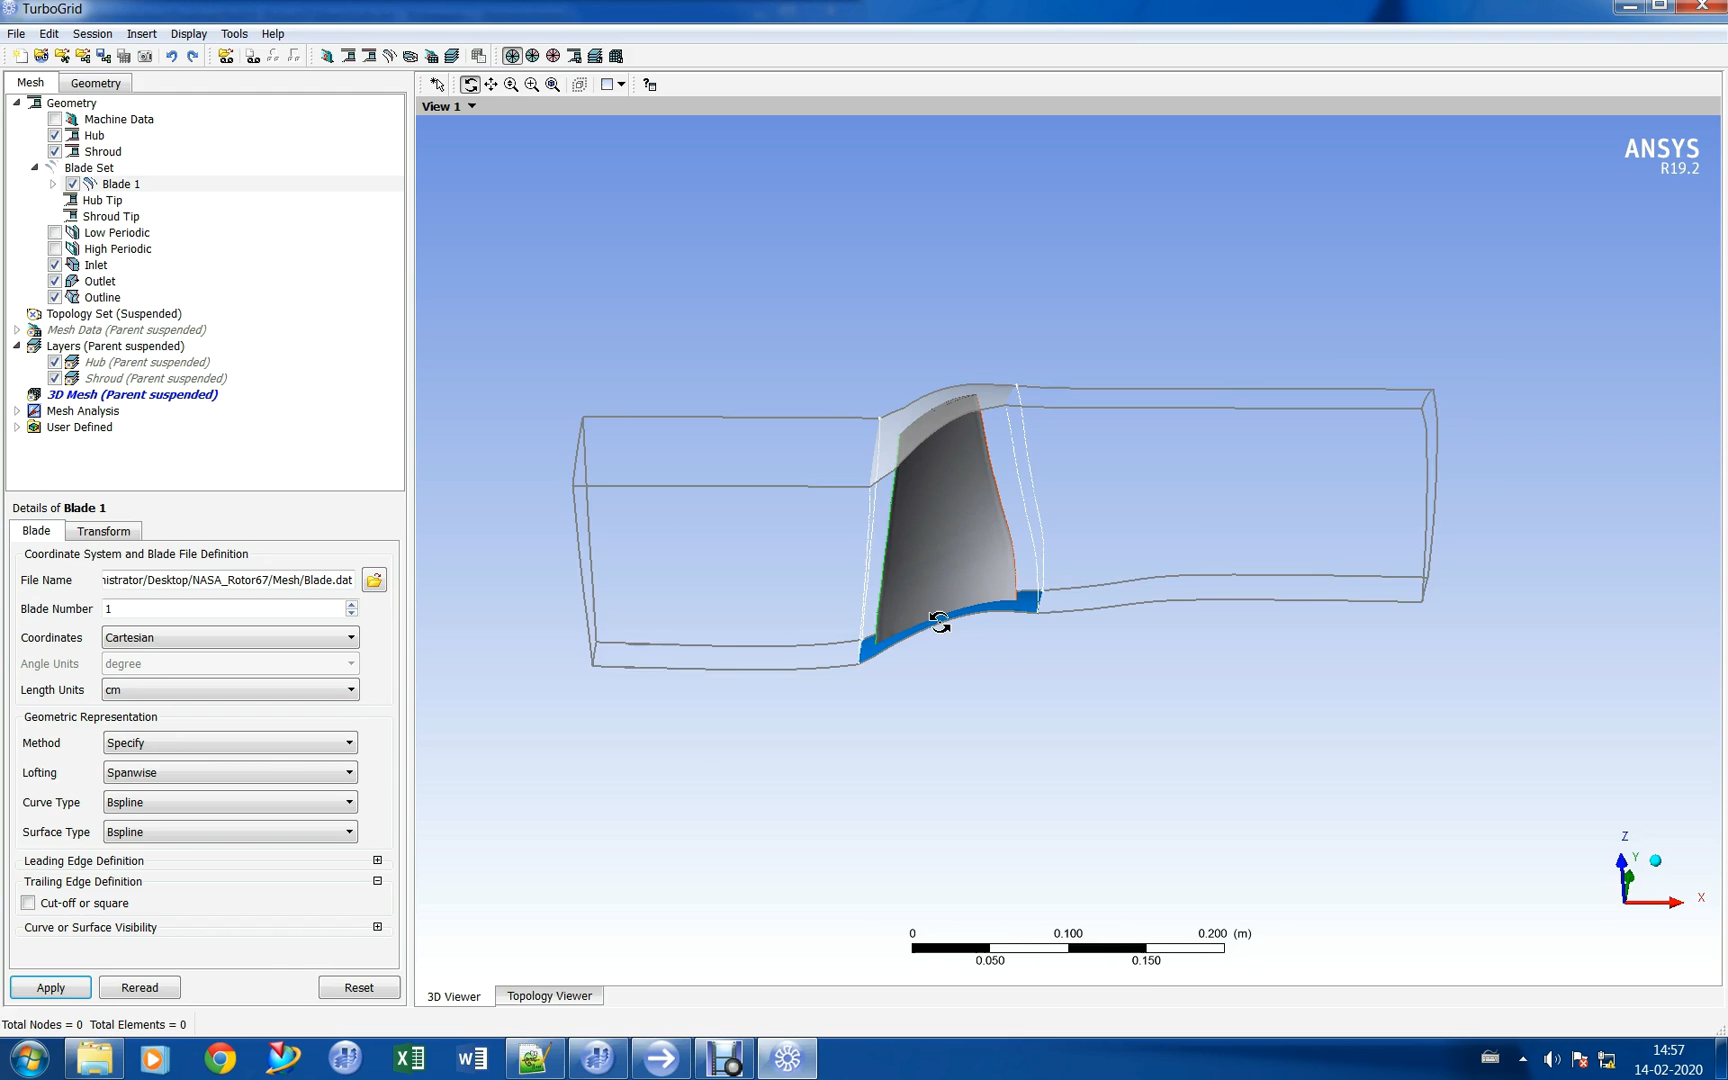 TurboGrid
File Edit Session Insert Display Tools Help
Mesh Geometry
View 1
Geometry
Machine Data
Hub
Shroud
Blade Set
Blade 1
Hub Tip
Shroud Tip
Low Periodic
High Periodic
Inlet
Outlet
Outline
Topology Set (Suspended)
Mesh Data (Parent suspended)
Layers (Parent suspended)
Hub (Parent suspended)
Shroud (Parent suspended)
3D Mesh (Parent suspended)
Mesh Analysis
User Defined
Details of Blade 1
Blade Transform
Coordinate System and Blade File Definition
File Name nistrator/Desktop/NASA_Rotor67/Mesh/Blade.dat
Blade Number 1
Coordinates Cartesian
Angle Units degree
Length Units cm
Geometric Representation
Method Specify
Lofting Spanwise
Curve Type Bspline
Surface Type Bspline
Leading Edge Definition
Trailing Edge Definition
Cut-off or square
Curve or Surface Visibility
Apply Reread Reset
ANSYS
R19.2
Z
Y
X
0 0.100 0.200 (m)
0.050 0.150
3D Viewer Topology Viewer
Total Nodes = 0 Total Elements = 0
14:57
14-02-2020